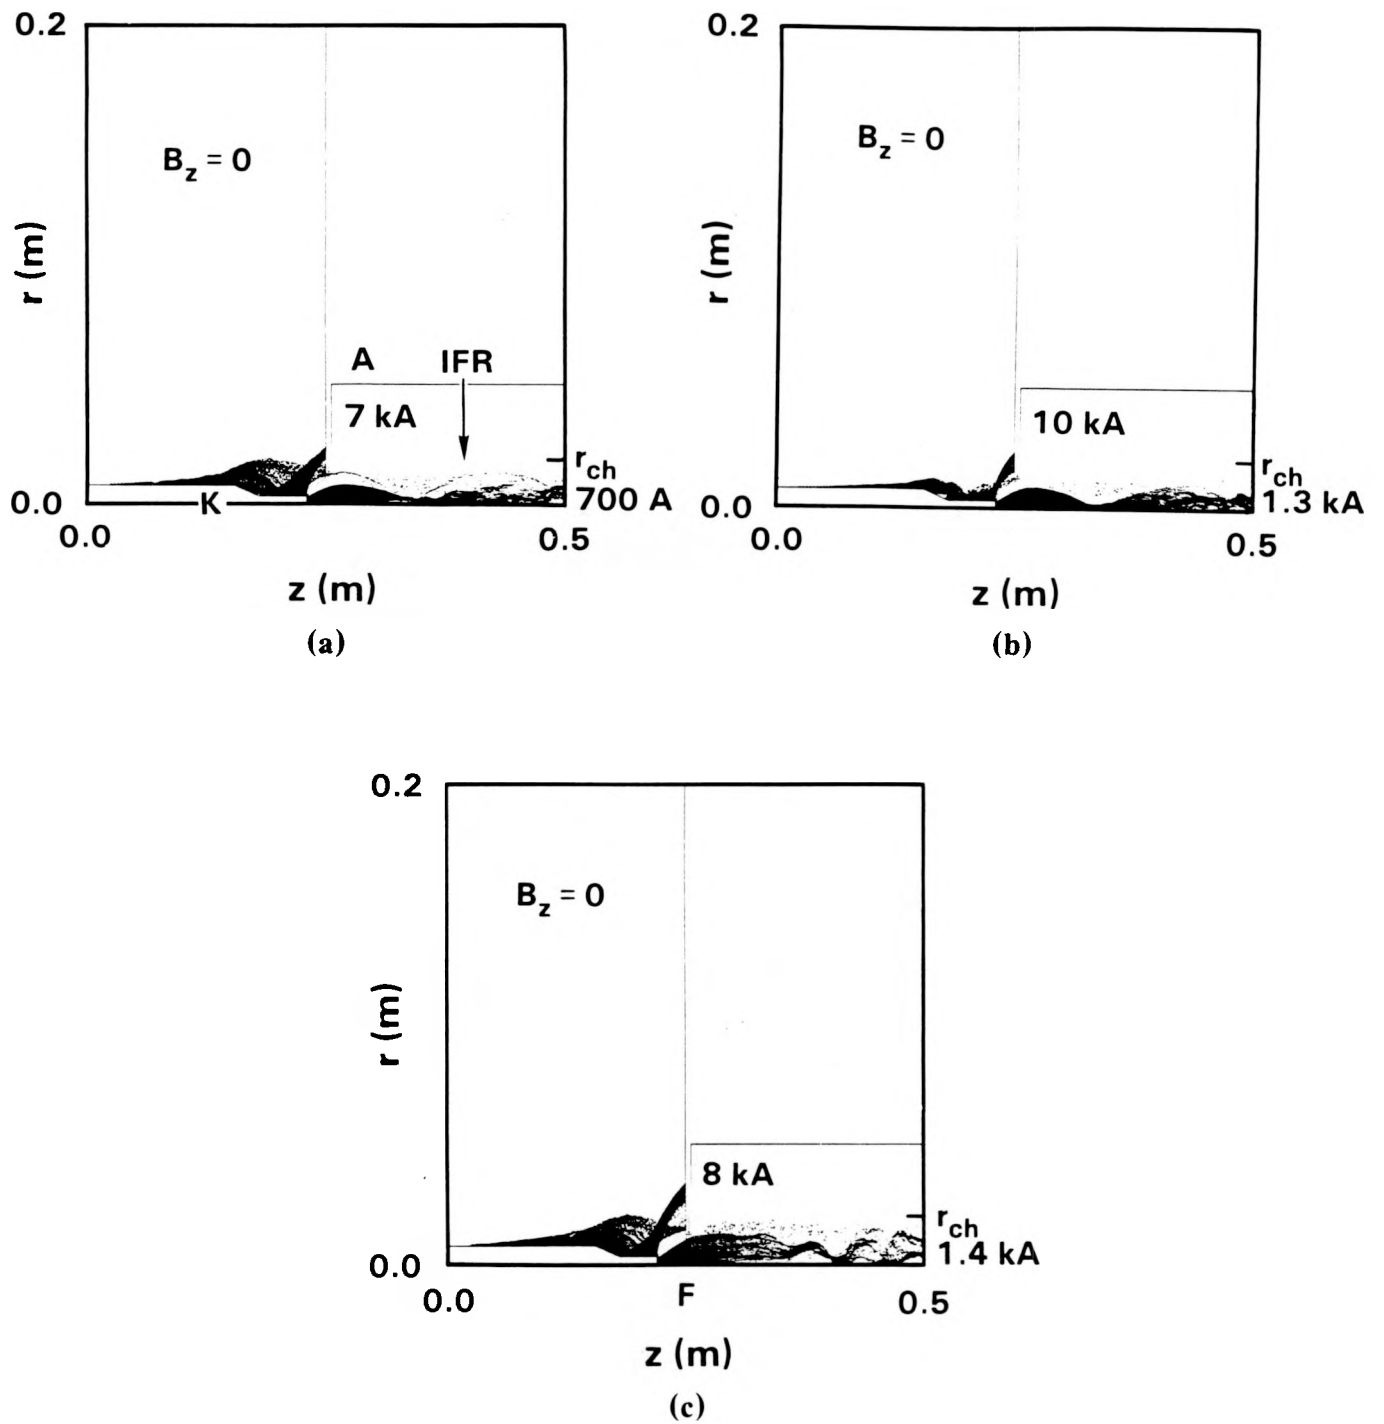 0.2
B_z = 0
r (m)
A
IFR
7 kA
r_ch
700 A
K
0.0
0.0
0.5
z (m)
(a)
0.2
B_z = 0
r (m)
10 kA
r_ch
1.3 kA
0.0
0.0
0.5
z (m)
(b)
0.2
B_z = 0
r (m)
8 kA
r_ch
1.4 kA
0.0
0.0
F
0.5
z (m)
(c)